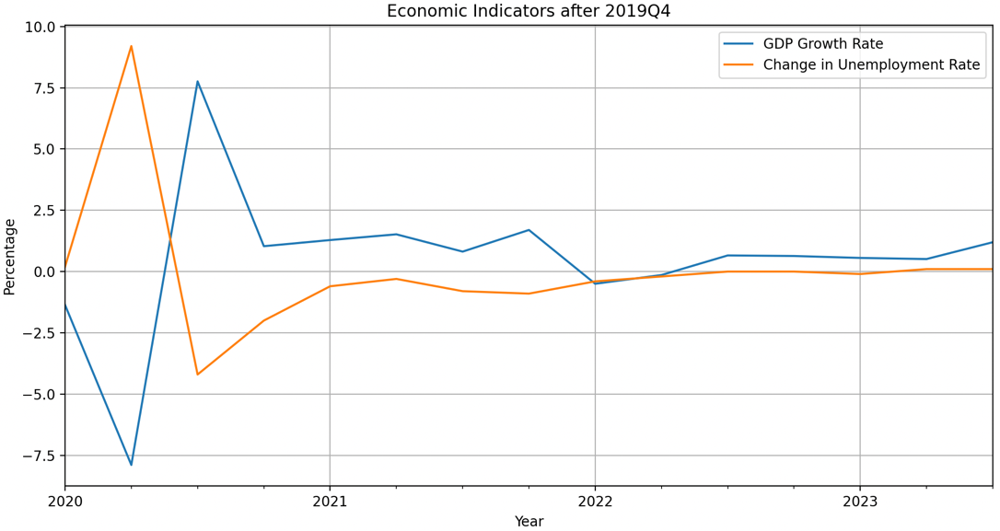 Economic Indicators after 2019Q4
GDP Growth Rate
Change in Unemployment Rate
Percentage
10.0
7.5
5.0
2.5
0.0
−2.5
−5.0
−7.5
2020
2021
2022
2023
Year